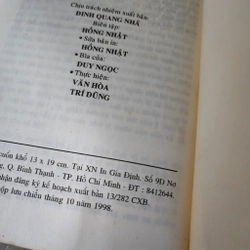 Chịu trách nhiệm xuất bản:
ĐINH QUANG NHÃ
Biên tập:
HỒNG NHẬT
• Sửa bản in:
HỒNG NHẬT
• Bìa của:
DUY NGỌC
• Thực hiện:
VĂN HÒA
TRÍ DŨNG
cuốn khổ 13 x 19 cm. Tại XN In Gia Định. Số 9D Nơ
Q. Bình Thạnh - TP. Hồ Chí Minh - ĐT : 8412644.
nhận đăng ký kế hoạch xuất bản 13/282 CXB.
nộp lưu chiểu tháng 10 năm 1998.